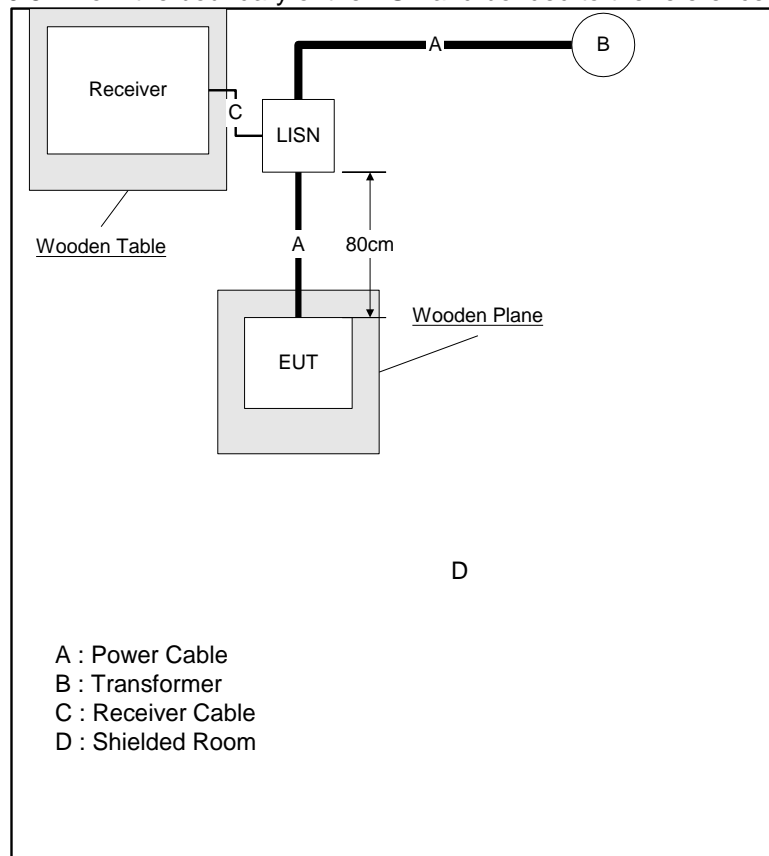 Receiver
A
B
C
LISN
Wooden Table
A
80cm
Wooden Plane
EUT
D
A : Power Cable
B : Transformer
C : Receiver Cable
D : Shielded Room